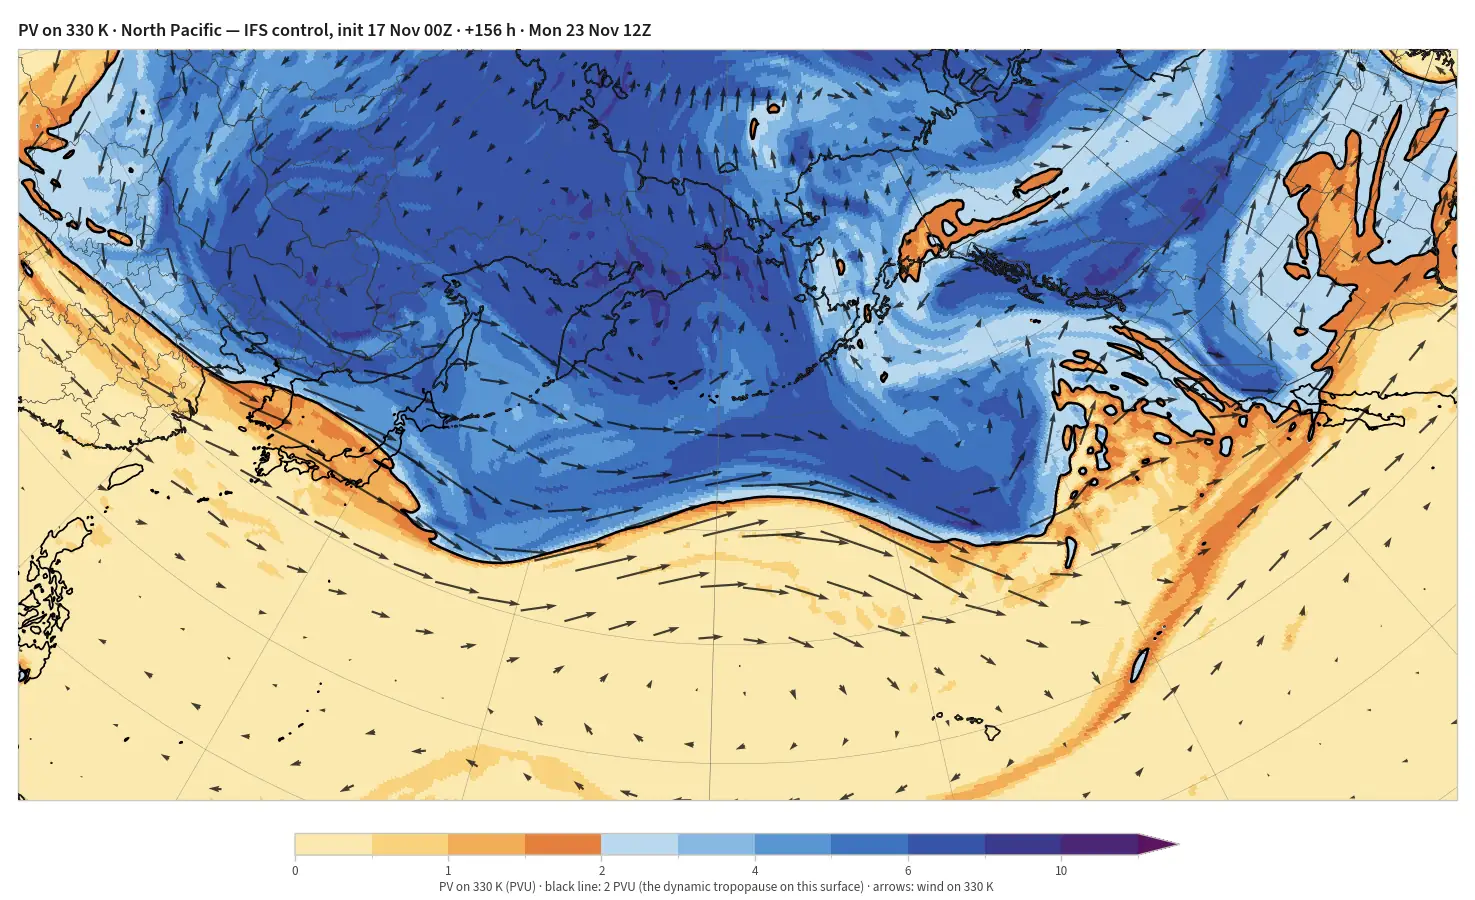 PV on 330 K · North Pacific — IFS control, init 17 Nov 00Z · +156 h · Mon 23 Nov 12Z
0 1 2 4 6 10
PV on 330 K (PVU) · black line: 2 PVU (the dynamic tropopause on this surface) · arrows: wind on 330 K